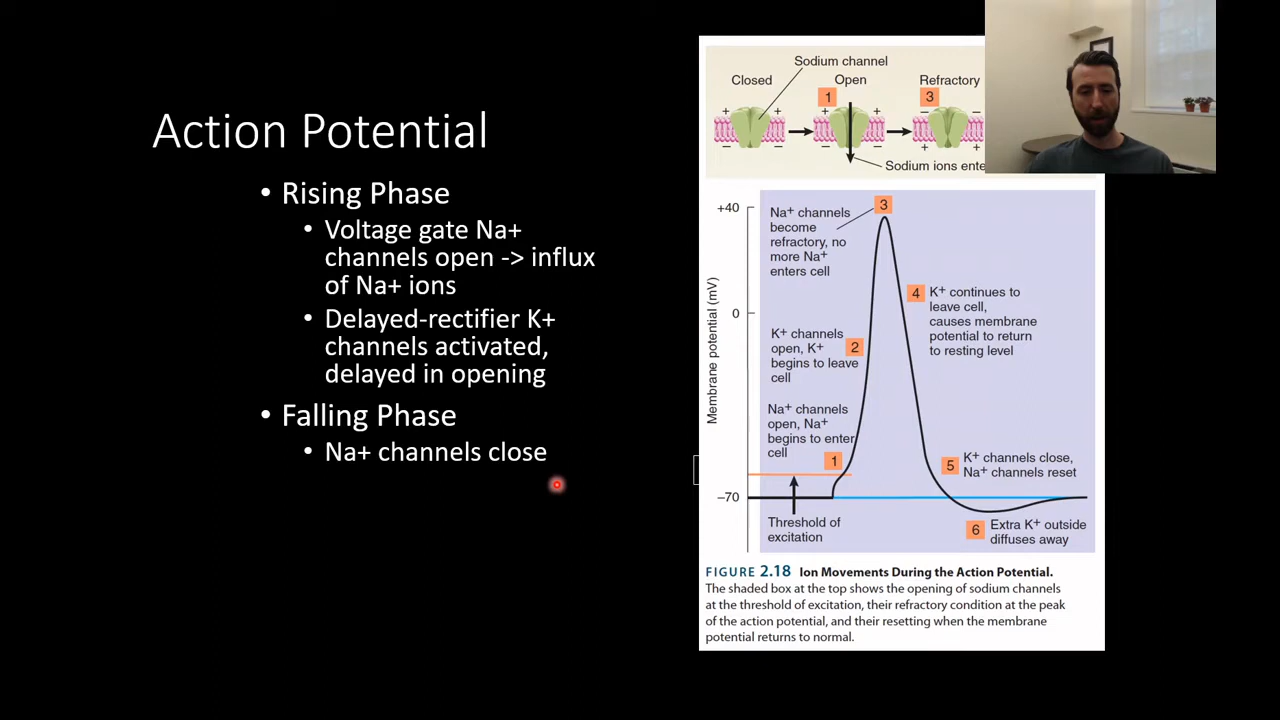 Action Potential
• Rising Phase
• Voltage gate Na+
channels open -> influx
of Na+ ions
• Delayed-rectifier K+
channels activated,
delayed in opening
• Falling Phase
• Na+ channels close
Sodium channel
Closed
Open
Refractory
1
3
+ + + + − −
− − − − + +
Sodium ions
+40
0
−70
Membrane potential (mV)
3
Na+ channels
become
refractory, no
more Na+
enters cell
4
K+ continues to
leave cell,
causes membrane
potential to return
to resting level
K+ channels
open, K+
begins to leave
cell
2
Na+ channels
open, Na+
begins to enter
cell
1
5
K+ channels close,
Na+ channels reset
Threshold of
excitation
6
Extra K+ outside
diffuses away
FIGURE 2.18 Ion Movements During the Action Potential.
The shaded box at the top shows the opening of sodium channels
at the threshold of excitation, their refractory condition at the peak
of the action potential, and their resetting when the membrane
potential returns to normal.